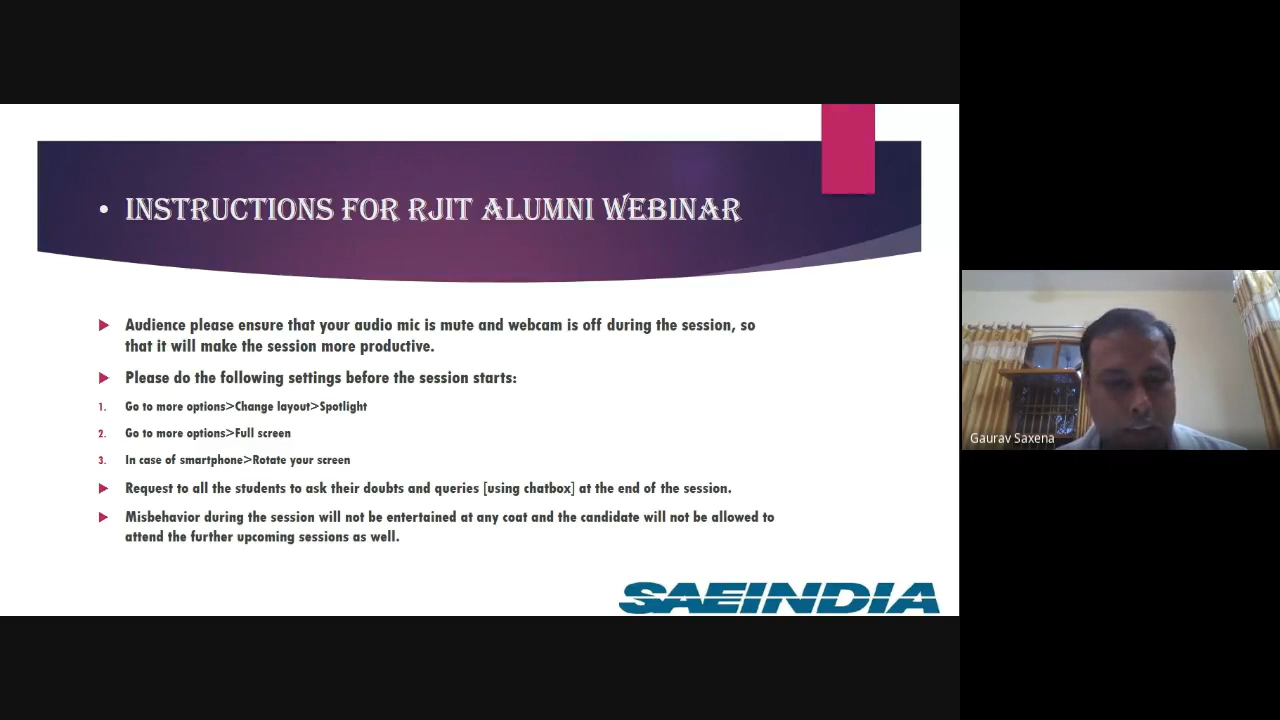 • INSTRUCTIONS FOR RJIT ALUMNI WEBINAR
Audience please ensure that your audio mic is mute and webcam is off during the session, so
that it will make the session more productive.
Please do the following settings before the session starts:
1. Go to more options>Change layout>Spotlight
2. Go to more options>Full screen
3. In case of smartphone>Rotate your screen
Request to all the students to ask their doubts and queries [using chatbox] at the end of the session.
Misbehavior during the session will not be entertained at any coat and the candidate will not be allowed to
attend the further upcoming sessions as well.
SAEINDIA
Gaurav Saxena